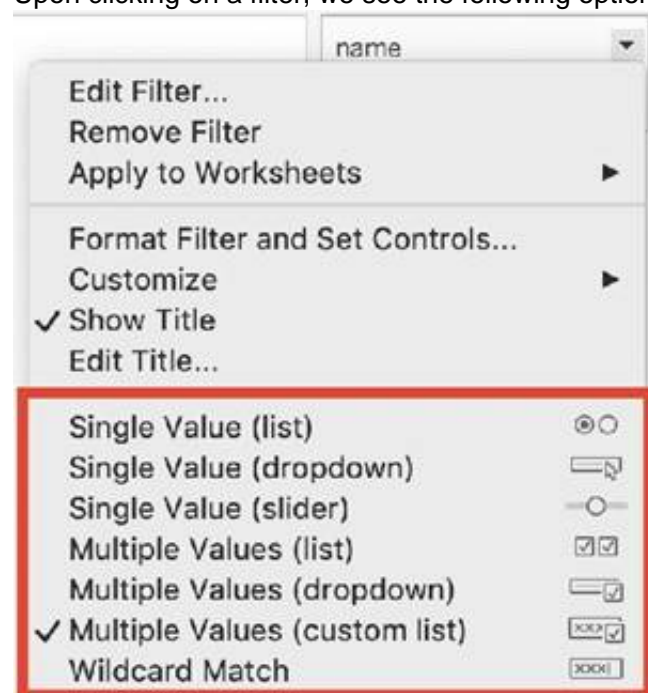 Upon clicking on a filter, we see the following option
name
Edit Filter...
Remove Filter
Apply to Worksheets
Format Filter and Set Controls...
Customize
✓ Show Title
Edit Title...
Single Value (list)
Single Value (dropdown)
Single Value (slider)
Multiple Values (list)
Multiple Values (dropdown)
✓ Multiple Values (custom list)
Wildcard Match